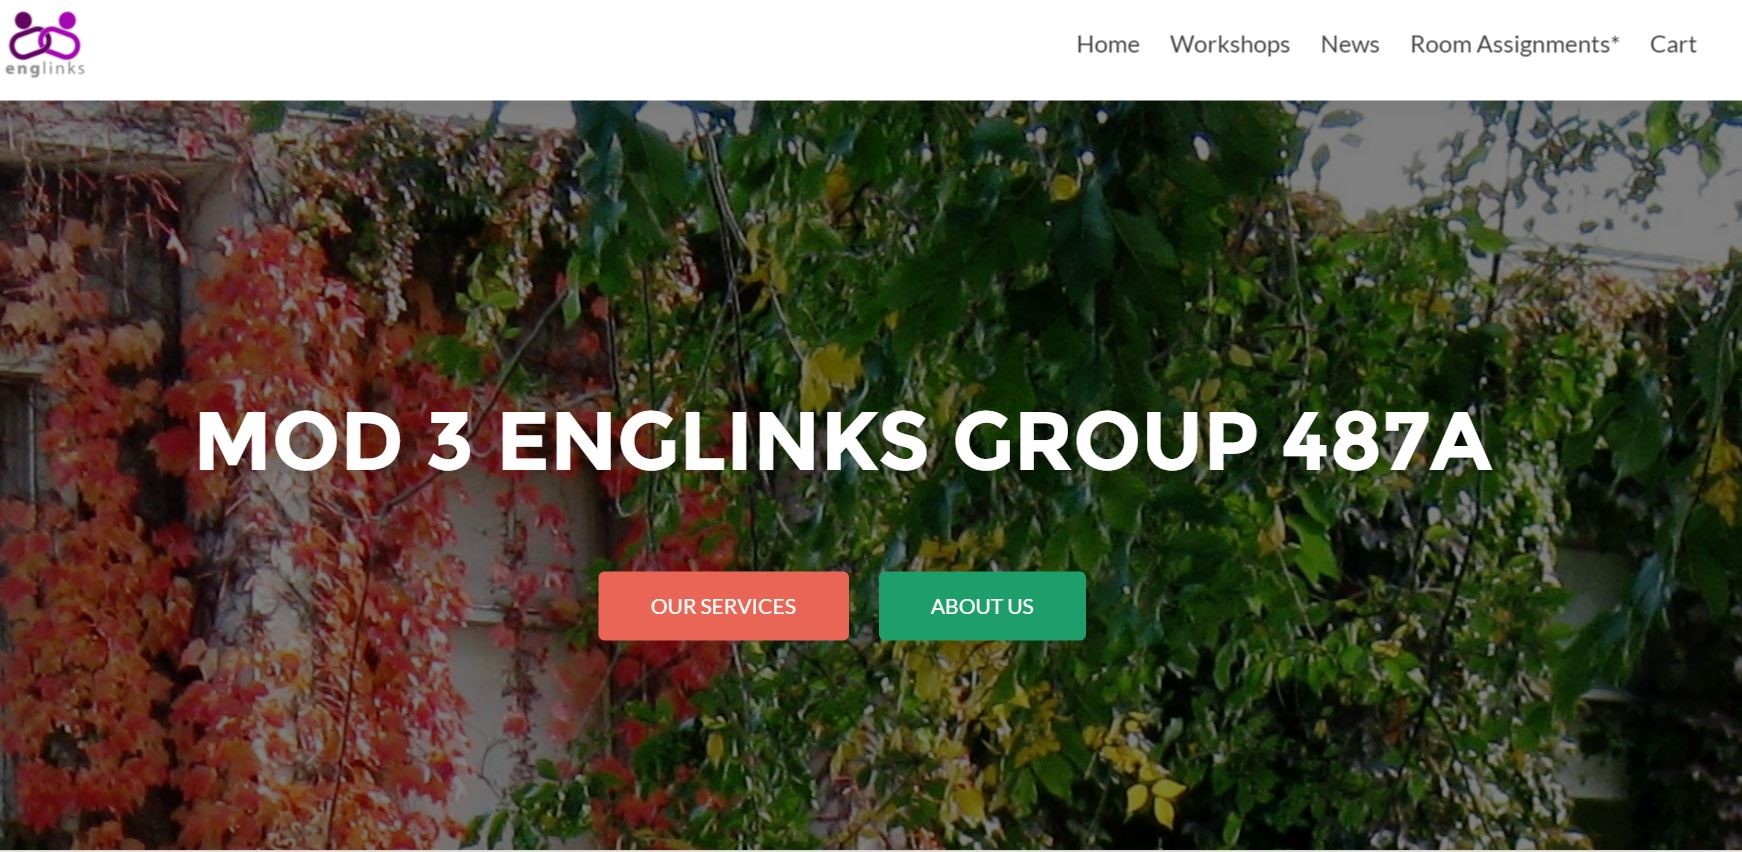 englinks
Home Workshops News Room Assignments* Cart
MOD 3 ENGLINKS GROUP 487A
OUR SERVICES ABOUT US